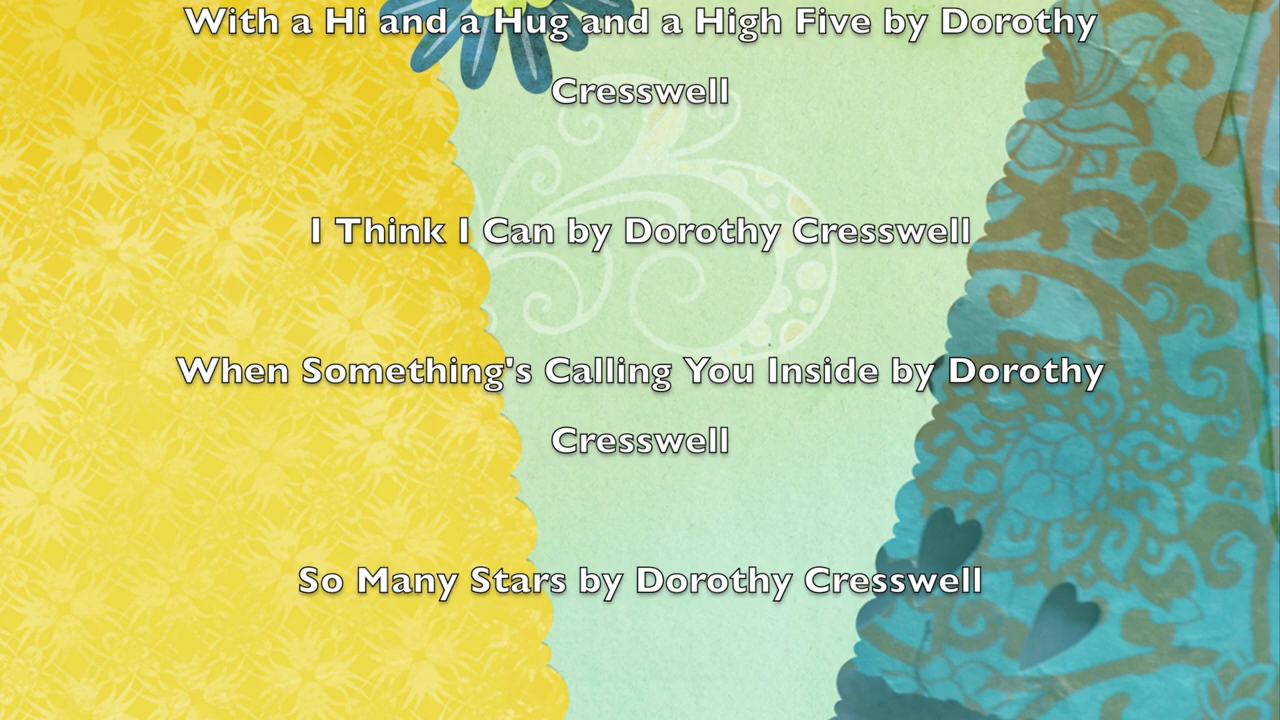 With a Hi and a Hug and a High Five by Dorothy
Cresswell
I Think I Can by Dorothy Cresswell
When Something's Calling You Inside by Dorothy
Cresswell
So Many Stars by Dorothy Cresswell